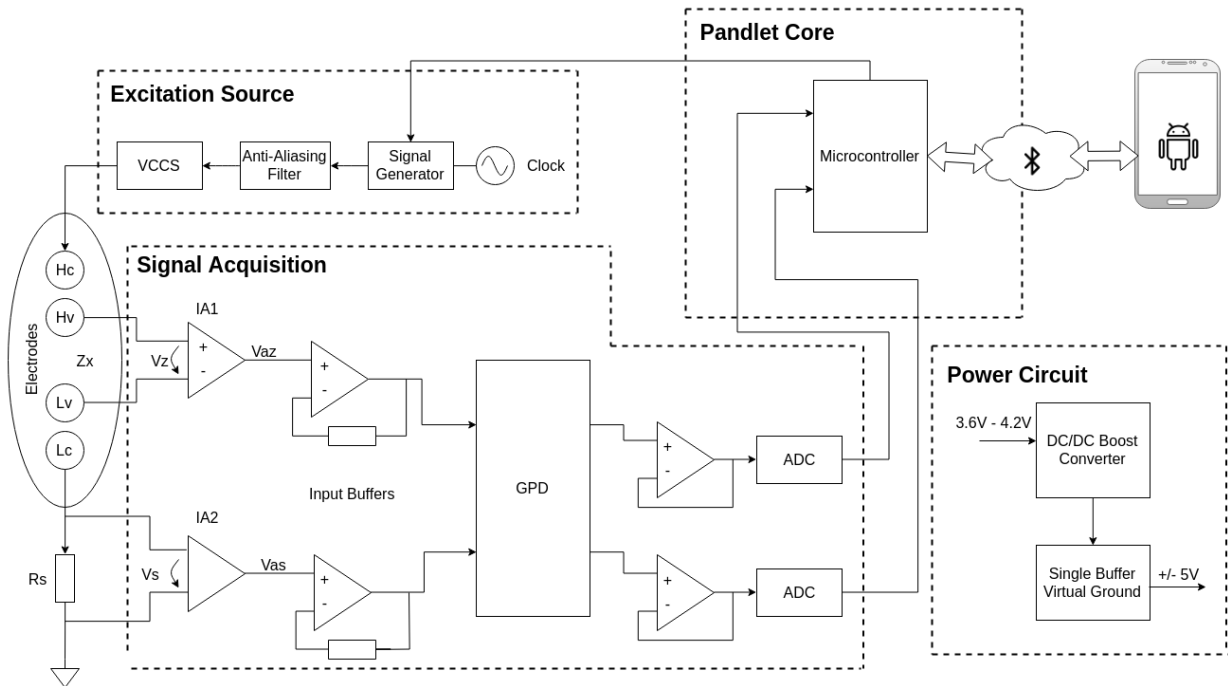 Pandlet Core
Excitation Source
VCCS
Anti-Aliasing
Filter
Signal
Generator
Clock
Microcontroller
Signal Acquisition
Electrodes
Hc
Hv
Zx
Lv
Lc
Rs
IA1
+
-
Vz
Vaz
+
-
Input Buffers
IA2
Vs
Vas
+
-
GPD
+
-
ADC
+
-
ADC
Power Circuit
3.6V - 4.2V
DC/DC Boost
Converter
Single Buffer
Virtual Ground
+/- 5V